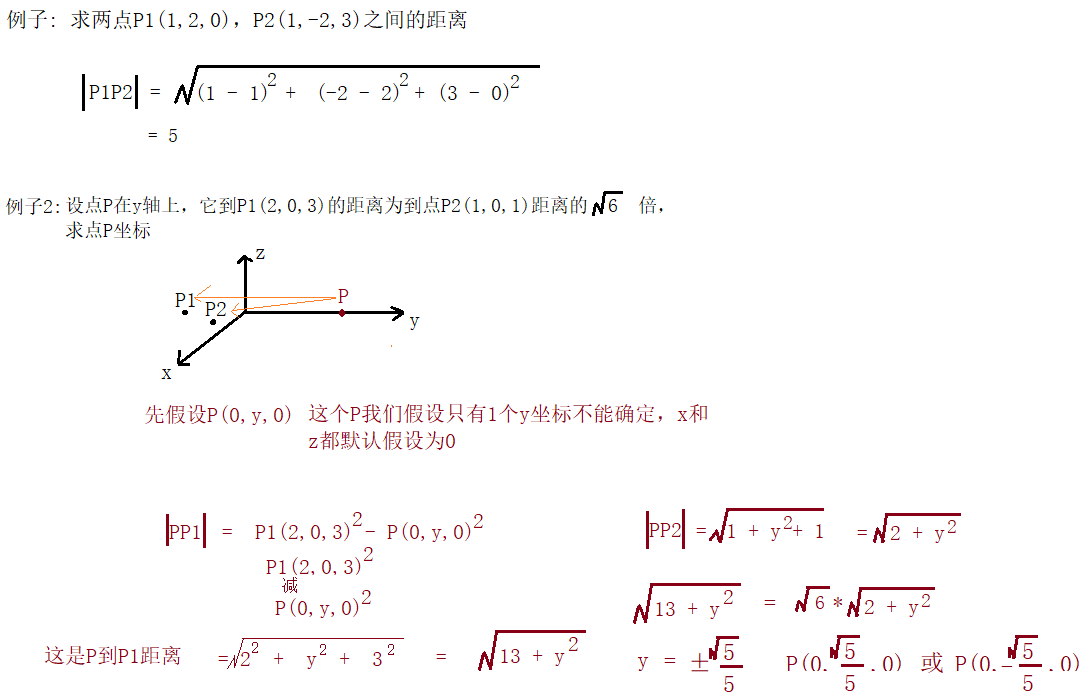 例子: 求两点P1(1,2,0), P2(1,-2,3)之间的距离
|P1P2| = √(1 - 1)² + (-2 - 2)² + (3 - 0)²
= 5
例子2: 设点P在y轴上, 它到P1(2,0,3)的距离为到点P2(1,0,1)距离的√6 倍,
求点P坐标
z
P1
P2
P
y
x
先假设P(0,y,0) 这个P我们假设只有1个y坐标不能确定, x和
z都默认假设为0
|PP1| = P1(2,0,3)² - P(0,y,0)²
P1(2,0,3)²
减
P(0,y,0)²
这是P到P1距离 = √2² + y² + 3² = √13 + y²
|PP2| = √1 + y² + 1 = √2 + y²
√13 + y² = √6 * √2 + y²
y = ±√5/5 P(0.√5/5.0) 或 P(0.-√5/5.0)